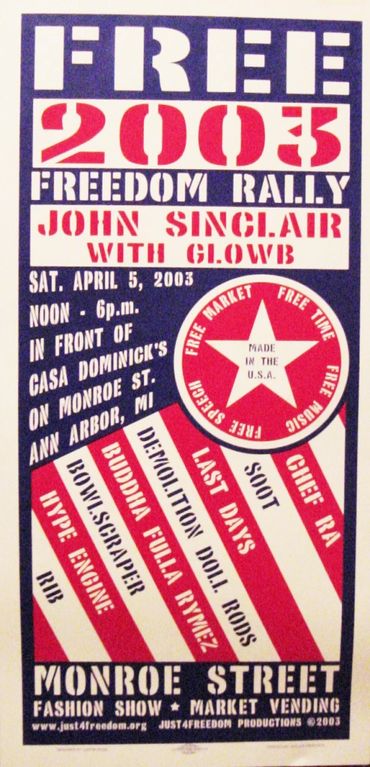 FREE
2003
FREEDOM RALLY
JOHN SINCLAIR
WITH GLOWB
SAT. APRIL 5, 2003
NOON - 6p.m.
IN FRONT OF
CASA DOMINICK'S
ON MONROE ST.
ANN ARBOR, MI
FREE MARKET
FREE TIME
FREE MUSIC
FREE FARM
FREE SPEECH
MADE
IN THE
U.S.A.
CHEF RA
SOOT
LAST DAYS
DEMOLITION DOLL RODS
BUDDHA FULLA RYMEZ
BOWLSCRAPER
HYPE ENGINE
RIB
MONROE STREET
FASHION SHOW ★ MARKET VENDING
www.just4freedom.org JUST4FREEDOM PRODUCTIONS ©2003